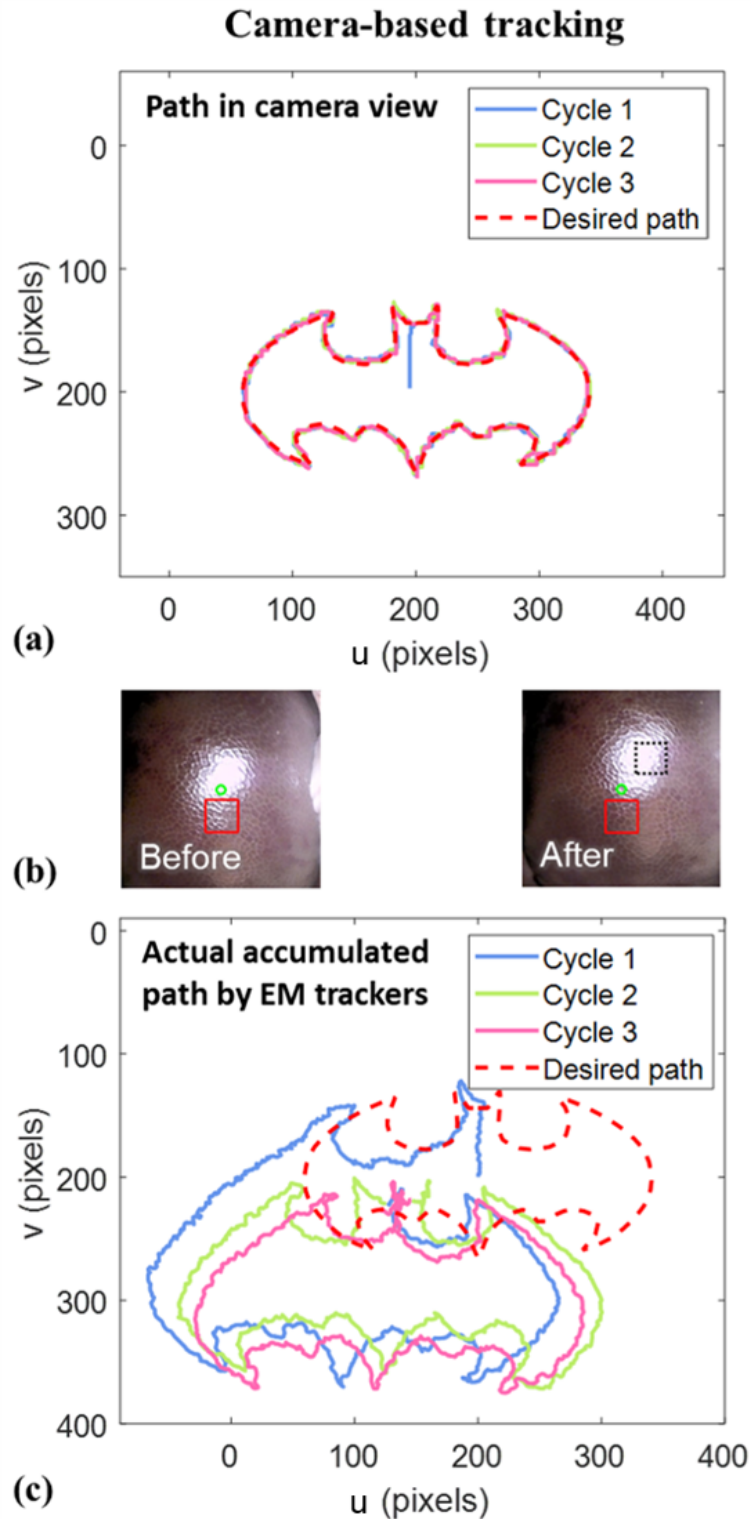 Camera-based tracking
Path in camera view
Cycle 1
Cycle 2
Cycle 3
Desired path
0
100
200
300
v (pixels)
0 100 200 300 400
u (pixels)
(a)
Before
After
(b)
Actual accumulated
path by EM trackers
Cycle 1
Cycle 2
Cycle 3
Desired path
0
100
200
300
400
v (pixels)
0 100 200 300 400
u (pixels)
(c)